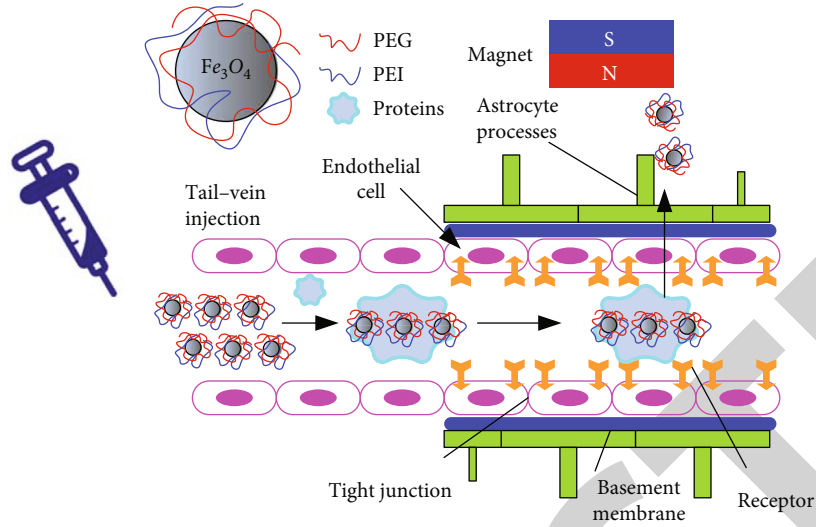 Fe₃O₄
PEG
PEI
Proteins
Magnet
S
N
Astrocyte
processes
Endothelial
cell
Tail–vein
injection
Tight junction
Basement
membrane
Receptor